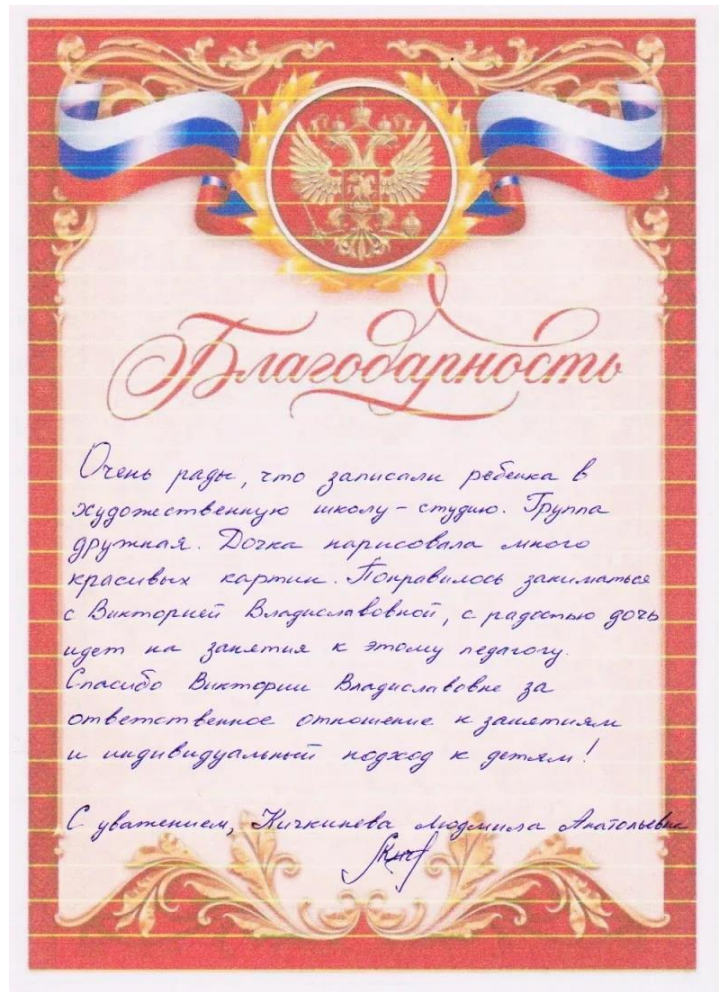 Благодарность
Очень рады, что записали ребенка в
художественную школу-студию. Группа
дружная. Дочка нарисовала много
красивых картин. Понравилось заниматься
с Викторией Владиславовной, с радостью дочь
идет на занятия к этому педагогу.
Спасибо Виктории Владиславовне за
ответственное отношение к занятиям
и индивидуальный подход к детям!
С уважением, Кичкинева Людмила Анатольевна